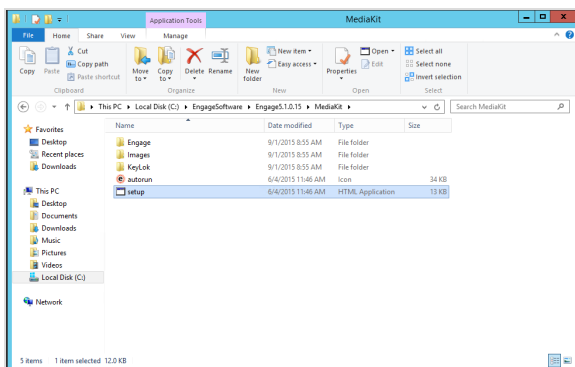 Application Tools
MediaKit
File Home Share View Manage
Copy
Paste
Cut
Copy path
Paste shortcut
Clipboard
Move to
Copy to
Delete
Rename
Organize
New folder
New item
Easy access
New
Properties
Open
Edit
Open
Select all
Select none
Invert selection
Select
This PC Local Disk (C:) EngageSoftware Engage5.1.0.15 MediaKit
Search MediaKit
Name Date modified Type Size
Favorites
Desktop
Recent places
Downloads
This PC
Desktop
Documents
Downloads
Music
Pictures
Videos
Local Disk (C:)
Network
Engage 9/1/2015 8:55 AM File folder
Images 9/1/2015 8:55 AM File folder
KeyLok 9/1/2015 8:55 AM File folder
autorun 6/4/2015 11:46 AM Icon 34 KB
setup 6/4/2015 11:46 AM HTML Application 13 KB
5 items 1 item selected 12.0 KB